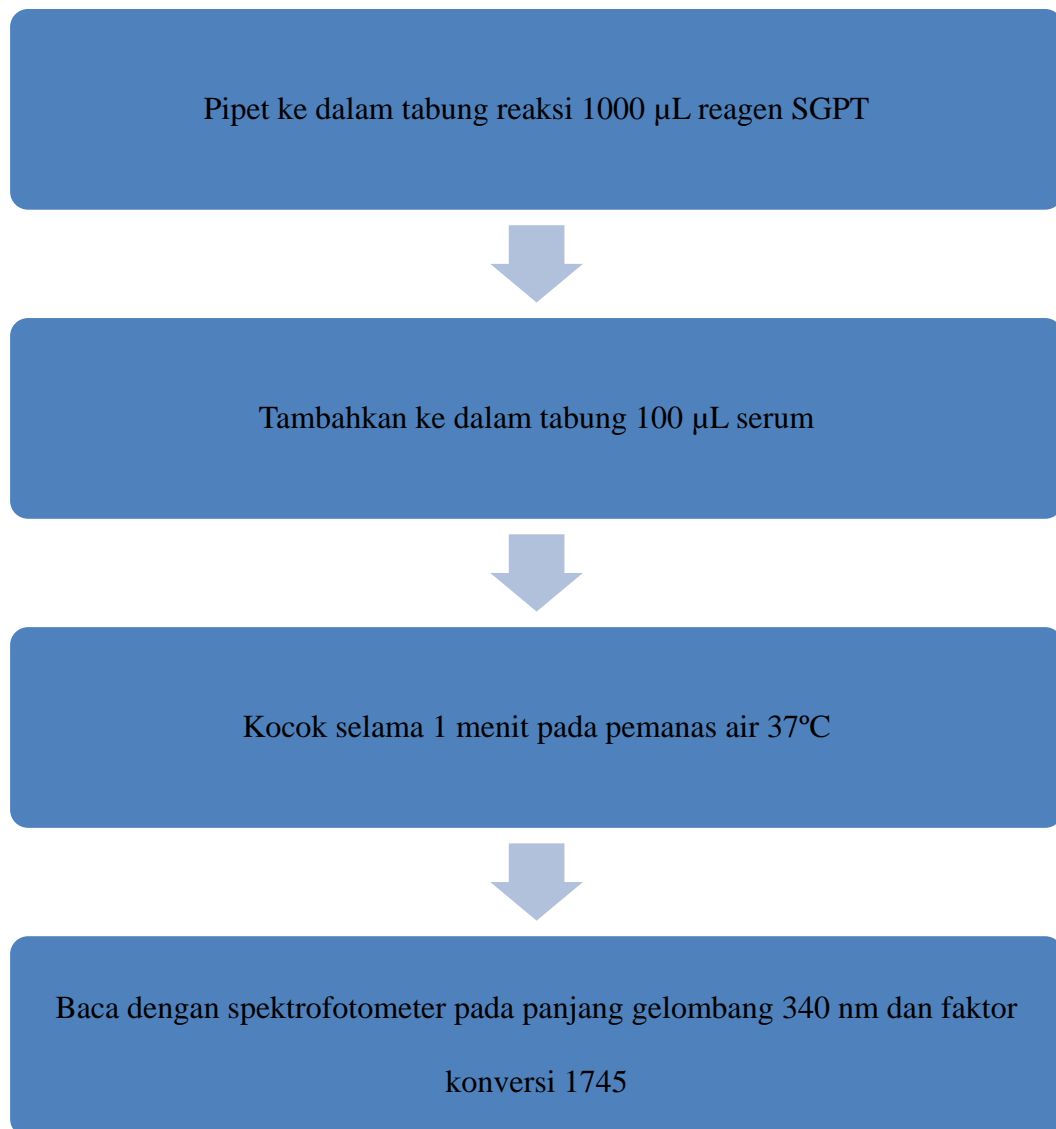 Pipet ke dalam tabung reaksi 1000 µL reagen SGPT
Tambahkan ke dalam tabung 100 µL serum
Kocok selama 1 menit pada pemanas air 37ºC
Baca dengan spektrofotometer pada panjang gelombang 340 nm dan faktor
konversi 1745